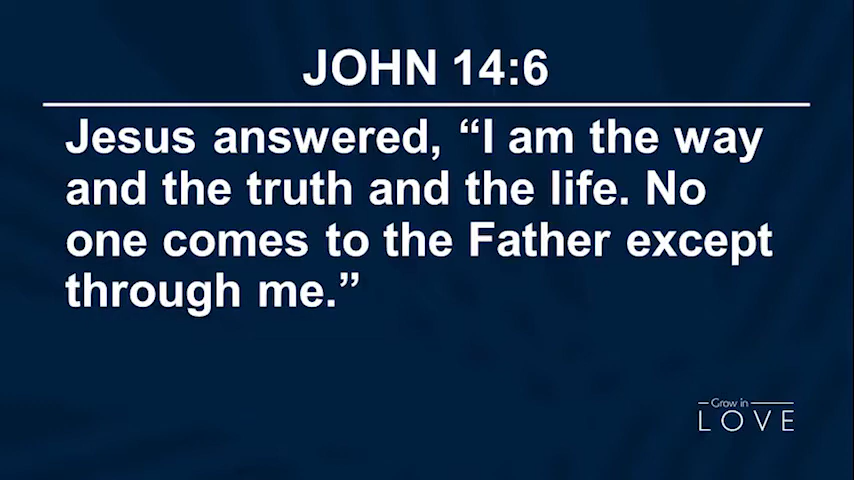 JOHN 14:6
Jesus answered, “I am the way
and the truth and the life. No
one comes to the Father except
through me.”
Grow in
LOVE